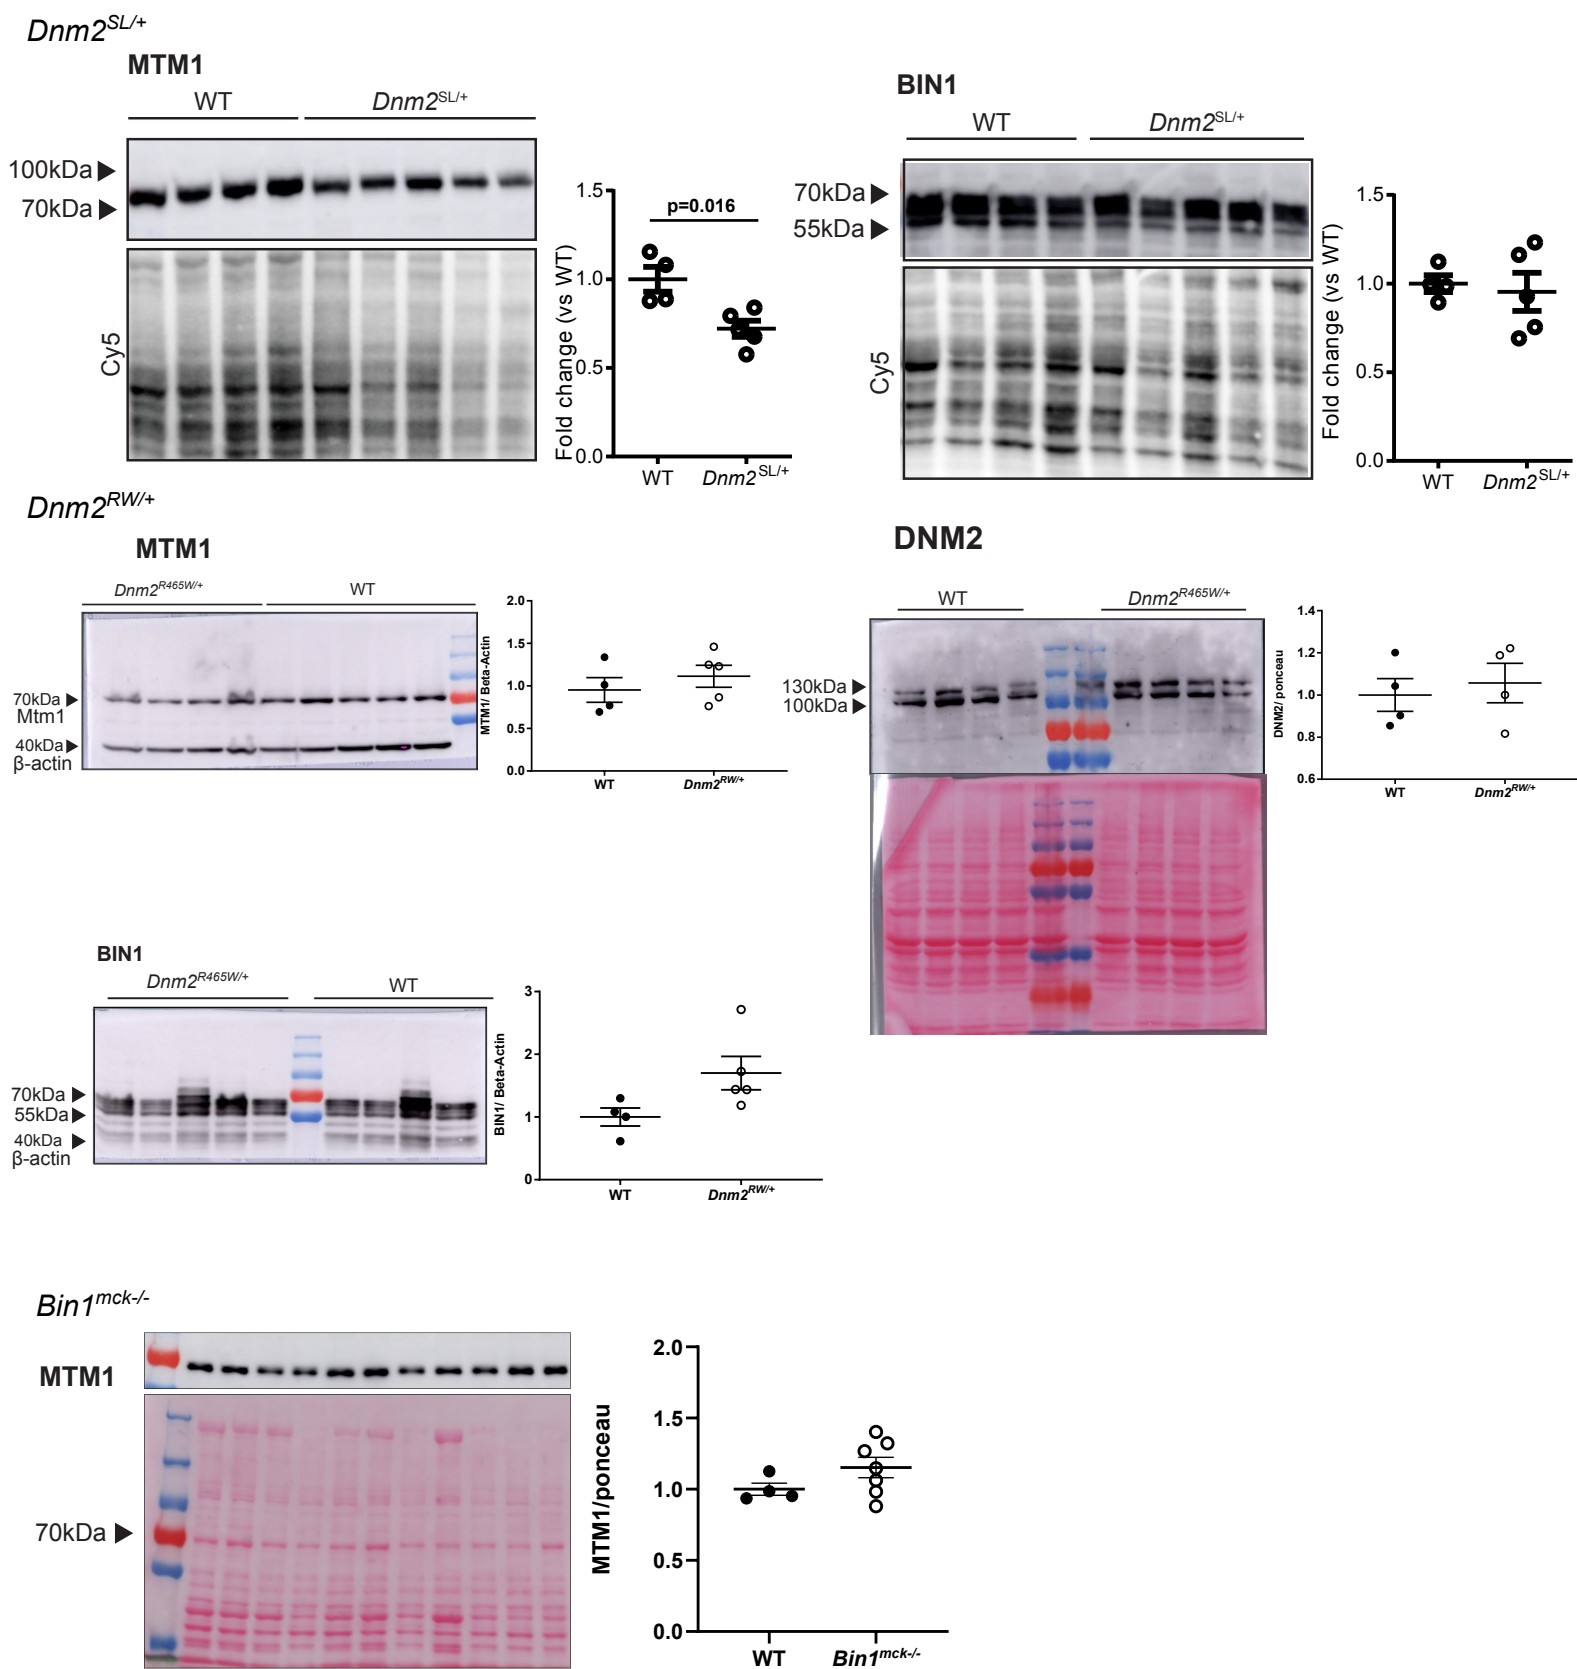 Dnm2SL/+
MTM1
WT Dnm2SL/+
100kDa
70kDa
Cy5
Fold change (vs WT)
1.5
1.0
0.5
0.0
p=0.016
WT Dnm2SL/+
BIN1
WT Dnm2SL/+
70kDa
55kDa
Cy5
Fold change (vs WT)
1.5
1.0
0.5
0.0
WT Dnm2SL/+
Dnm2RW/+
MTM1
Dnm2R465W/+ WT
70kDa
Mtm1
40kDa
β-actin
MTM1/ Beta-Actin
2.0
1.5
1.0
0.5
0.0
WT Dnm2RW/+
DNM2
WT Dnm2R465W/+
130kDa
100kDa
DNM2/ ponceau
1.4
1.2
1.0
0.8
0.6
WT Dnm2RW/+
BIN1
Dnm2R465W/+ WT
70kDa
55kDa
40kDa
β-actin
BIN1/ Beta-Actin
3
2
1
0
WT Dnm2RW/+
Bin1mck-/-
MTM1
70kDa
MTM1/ponceau
2.0
1.5
1.0
0.5
0.0
WT Bin1mck-/-